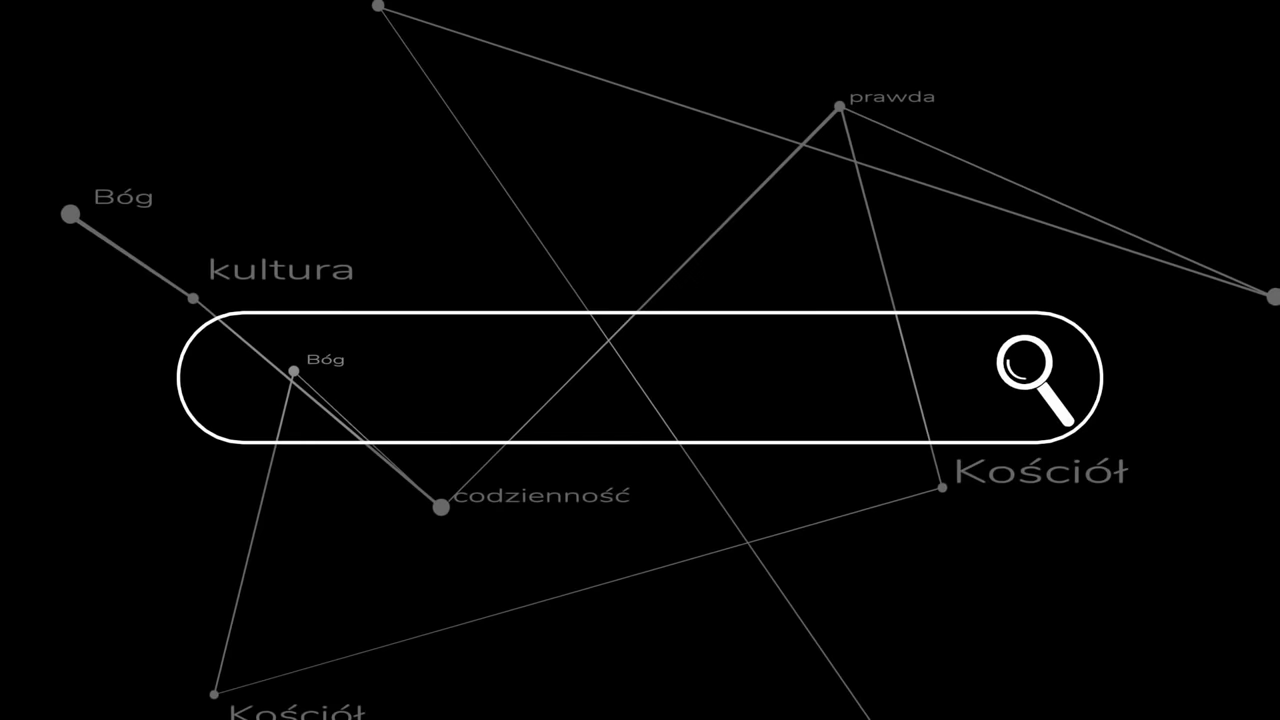 prawda
Bóg
kultura
Bóg
Kościół
codzienność
Kościół